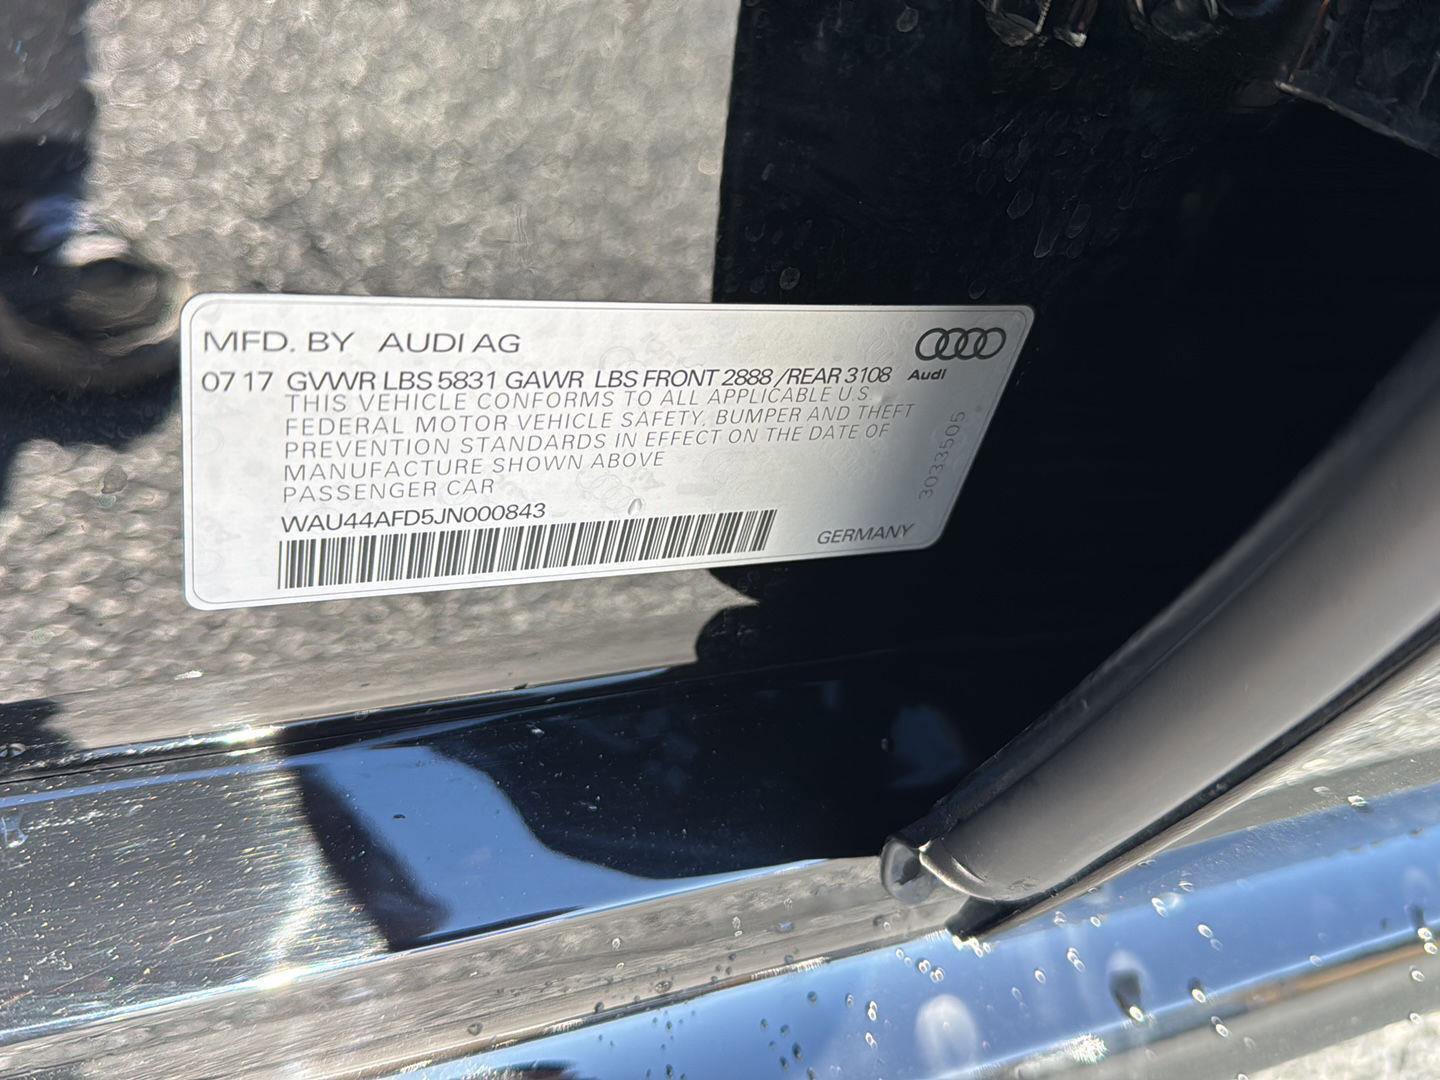 MFD. BY AUDI AG
Audi
07 17 GVWR LBS 5831 GAWR LBS FRONT 2888 /REAR 3108
THIS VEHICLE CONFORMS TO ALL APPLICABLE U.S
FEDERAL MOTOR VEHICLE SAFETY, BUMPER AND THEFT
PREVENTION STANDARDS IN EFFECT ON THE DATE OF
MANUFACTURE SHOWN ABOVE
PASSENGER CAR
WAU44AFD5JN000843
GERMANY
3033505